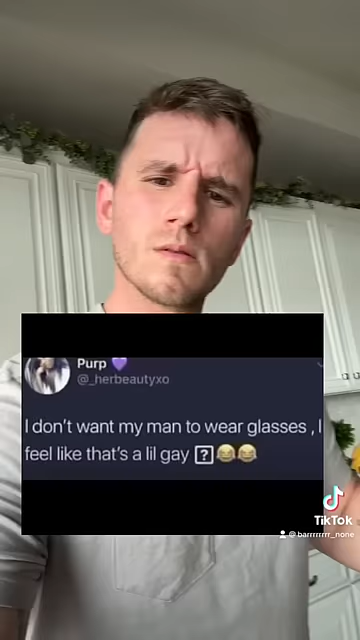 Purp 💜
@_herbeautyxo
I don't want my man to wear glasses , I
feel like that's a lil gay ⍰😂😂
TikTok
@barrrrrrrr_none